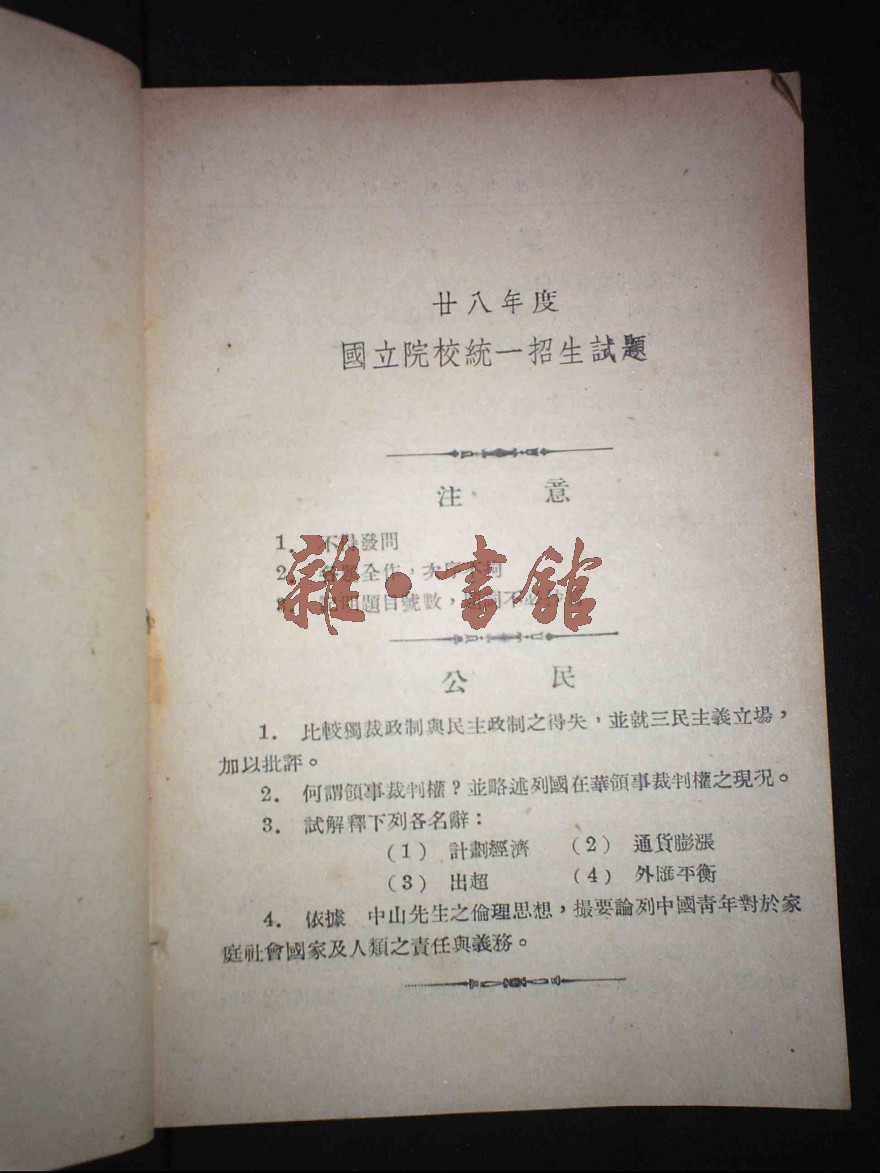 廿八年度
國立院校統一招生試題
注 意
1. 不得發問
2. 各題全作，次序不拘
3. 題目號數，
雜·書館
公 民
1. 比較獨裁政制與民主政制之得失，並就三民主義立場，
加以批評。
2. 何謂領事裁判權？並略述列國在華領事裁判權之現況。
3. 試解釋下列各名辭：
(1) 計劃經濟 (2) 通貨膨漲
(3) 出超 (4) 外匯平衡
4. 依據 中山先生之倫理思想，撮要論列中國靑年對於家
庭社會國家及人類之責任與義務。